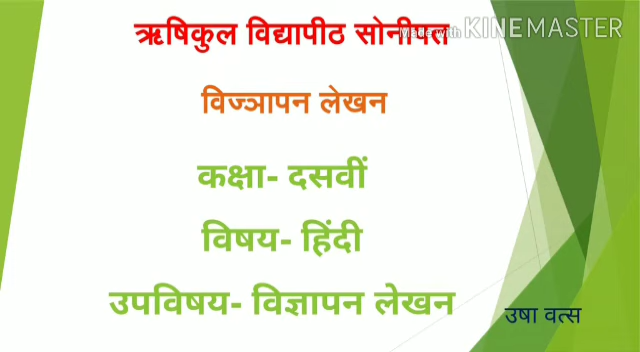 ऋषिकुल विद्यापीठ सोनीपत
Made with KINEMASTER
विज्ञापन लेखन
कक्षा- दसवीं
विषय- हिंदी
उपविषय- विज्ञापन लेखन
उषा वत्स